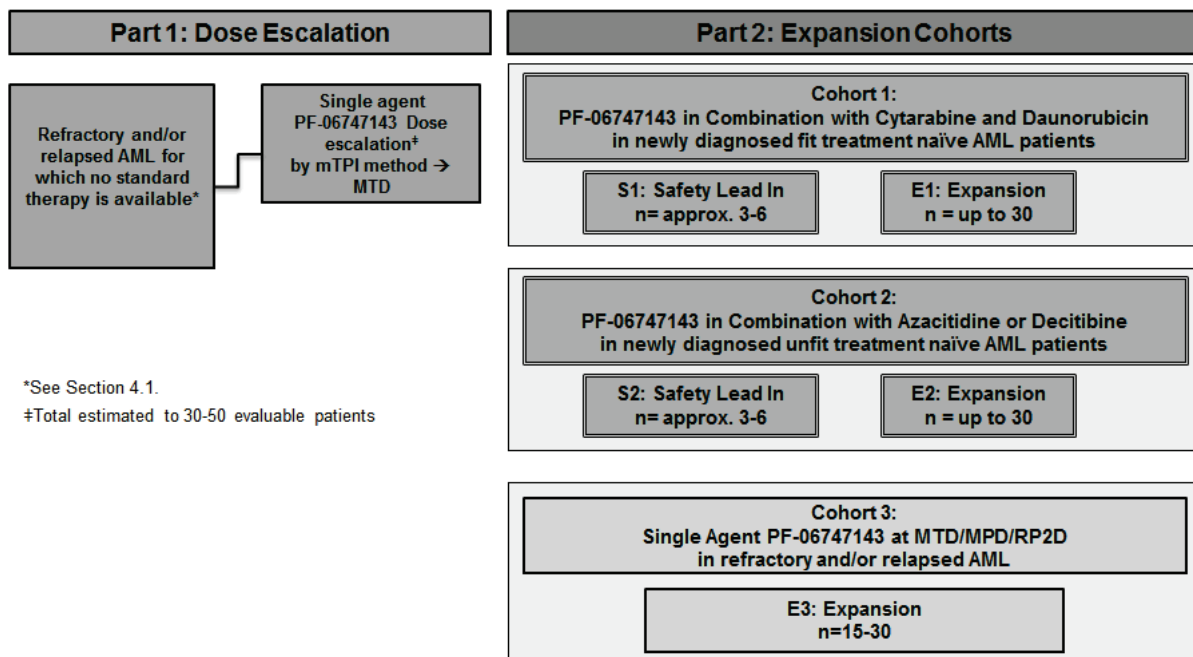 Part 1: Dose Escalation
Refractory and/or
relapsed AML for
which no standard
therapy is available*
Single agent
PF-06747143 Dose
escalation‡
by mTPI method →
MTD
*See Section 4.1.
‡Total estimated to 30-50 evaluable patients
Part 2: Expansion Cohorts
Cohort 1:
PF-06747143 in Combination with Cytarabine and Daunorubicin
in newly diagnosed fit treatment naïve AML patients
S1: Safety Lead In
n= approx. 3-6
E1: Expansion
n = up to 30
Cohort 2:
PF-06747143 in Combination with Azacitidine or Decitibine
in newly diagnosed unfit treatment naïve AML patients
S2: Safety Lead In
n= approx. 3-6
E2: Expansion
n = up to 30
Cohort 3:
Single Agent PF-06747143 at MTD/MPD/RP2D
in refractory and/or relapsed AML
E3: Expansion
n=15-30